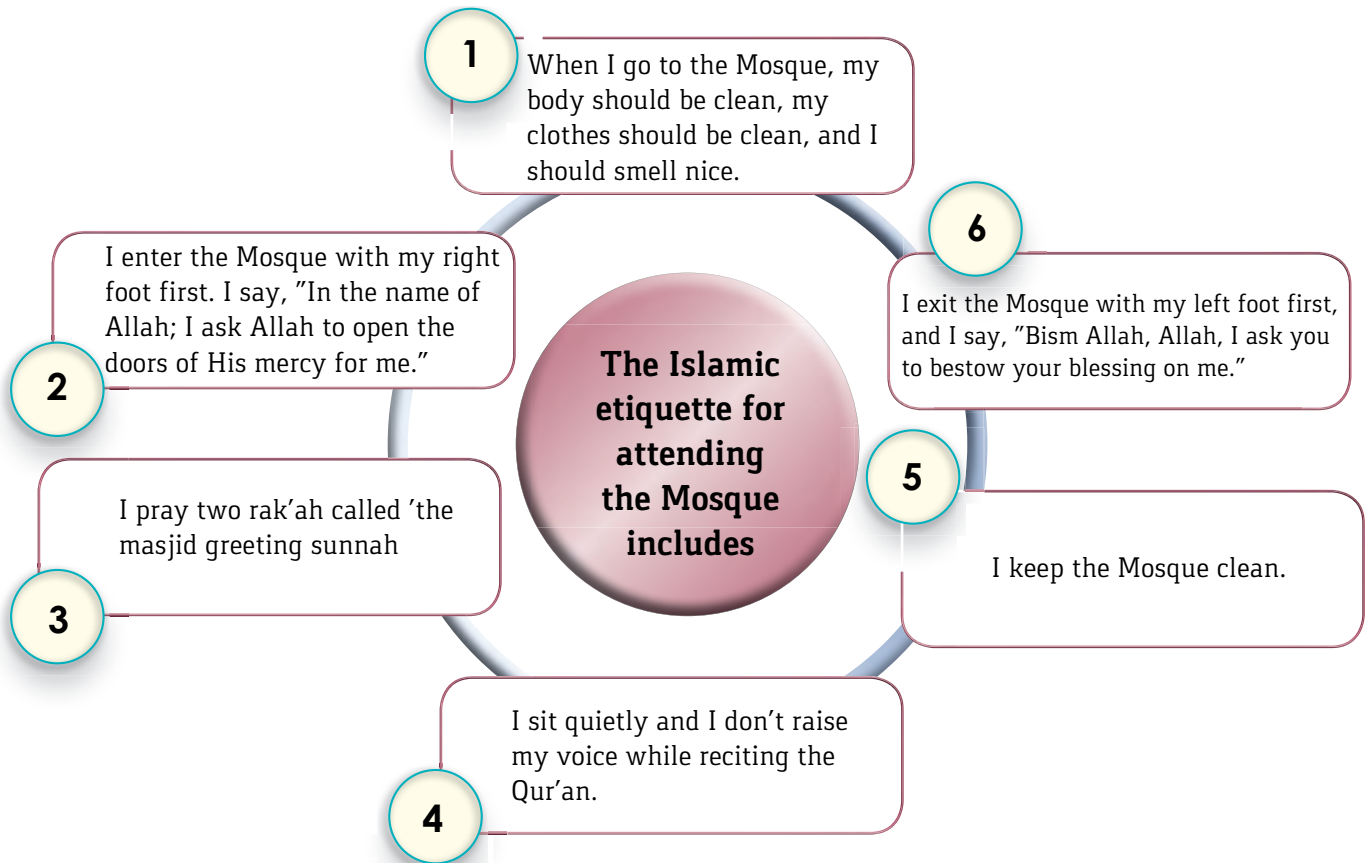 The Islamic
etiquette for
attending
the Mosque
includes
1
When I go to the Mosque, my
body should be clean, my
clothes should be clean, and I
should smell nice.
2
I enter the Mosque with my right
foot first. I say, ”In the name of
Allah; I ask Allah to open the
doors of His mercy for me.”
3
I pray two rak’ah called ’the
masjid greeting sunnah
4
I sit quietly and I don’t raise
my voice while reciting the
Qur’an.
5
I keep the Mosque clean.
6
I exit the Mosque with my left foot first,
and I say, ”Bism Allah, Allah, I ask you
to bestow your blessing on me.”